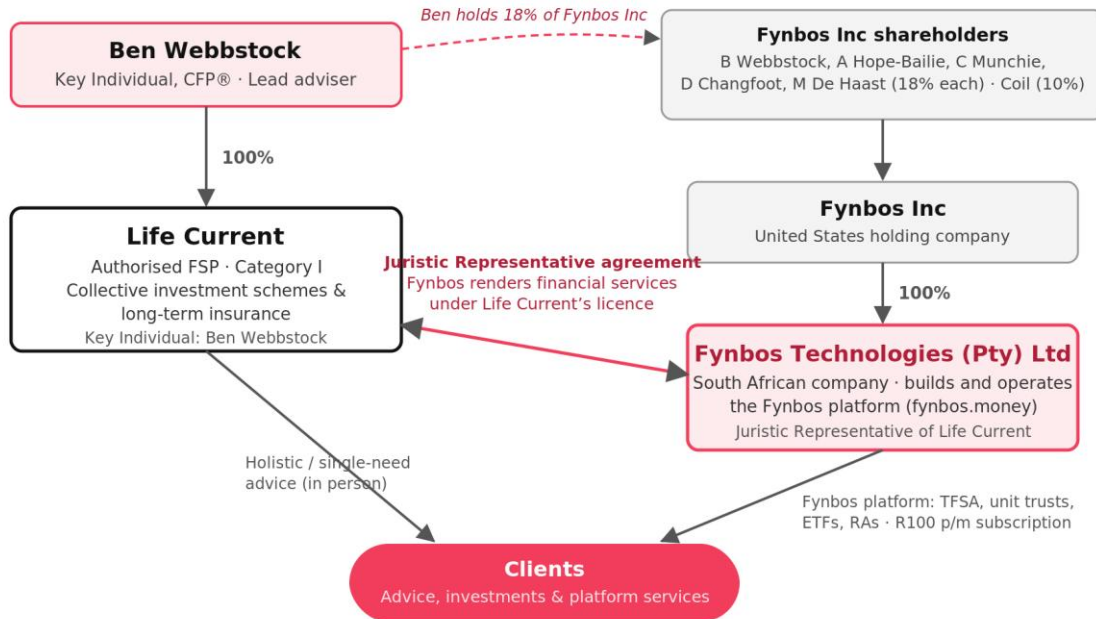 Ben holds 18% of Fynbos Inc
Ben Webbstock
Key Individual, CFP® · Lead adviser
Fynbos Inc shareholders
B Webbstock, A Hope-Bailie, C Munchie,
D Changfoot, M De Haast (18% each) · Coil (10%)
100%
Life Current
Authorised FSP · Category I
Collective investment schemes &
long-term insurance
Key Individual: Ben Webbstock
Fynbos Inc
United States holding company
Juristic Representative agreement
Fynbos renders financial services
under Life Current’s licence
100%
Fynbos Technologies (Pty) Ltd
South African company · builds and operates
the Fynbos platform (fynbos.money)
Juristic Representative of Life Current
Holistic / single-need
advice (in person)
Fynbos platform: TFSA, unit trusts,
ETFs, RAs · R100 p/m subscription
Clients
Advice, investments & platform services